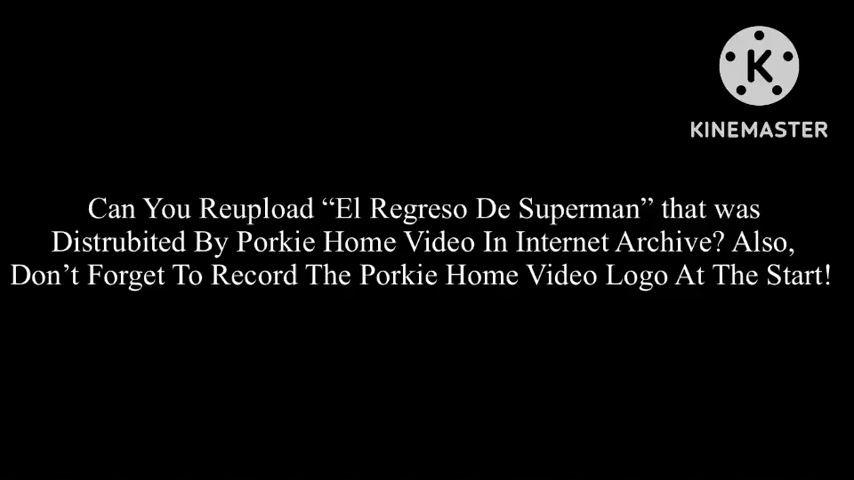 K
KINEMASTER
Can You Reupload “El Regreso De Superman” that was
Distrubited By Porkie Home Video In Internet Archive? Also,
Don’t Forget To Record The Porkie Home Video Logo At The Start!